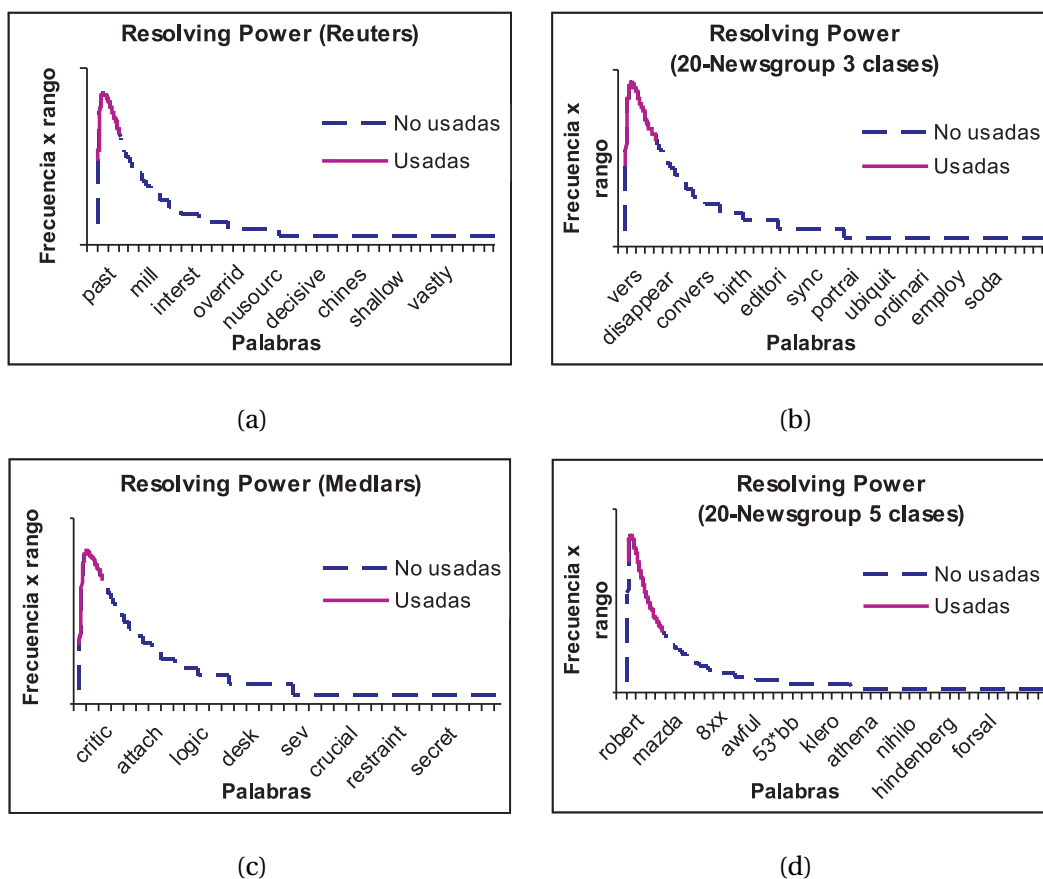 Resolving Power (Reuters)
Frecuencia x rango
No usadas
Usadas
past
mill
interst
overrid
nusourc
decisive
chines
shallow
vastly
Palabras
(a)
Resolving Power
(20-Newsgroup 3 clases)
Frecuencia x
rango
No usadas
Usadas
vers
disappear
convers
birth
editori
sync
portrai
ubiquit
ordinari
employ
soda
Palabras
(b)
Resolving Power (Medlars)
Frecuencia x rango
No usadas
Usadas
critic
attach
logic
desk
sev
crucial
restraint
secret
Palabras
(c)
Resolving Power
(20-Newsgroup 5 clases)
Frecuencia x
rango
No usadas
Usadas
robert
mazda
8xx
awful
53*bb
klero
athena
nihilo
hindenberg
forsal
Palabras
(d)